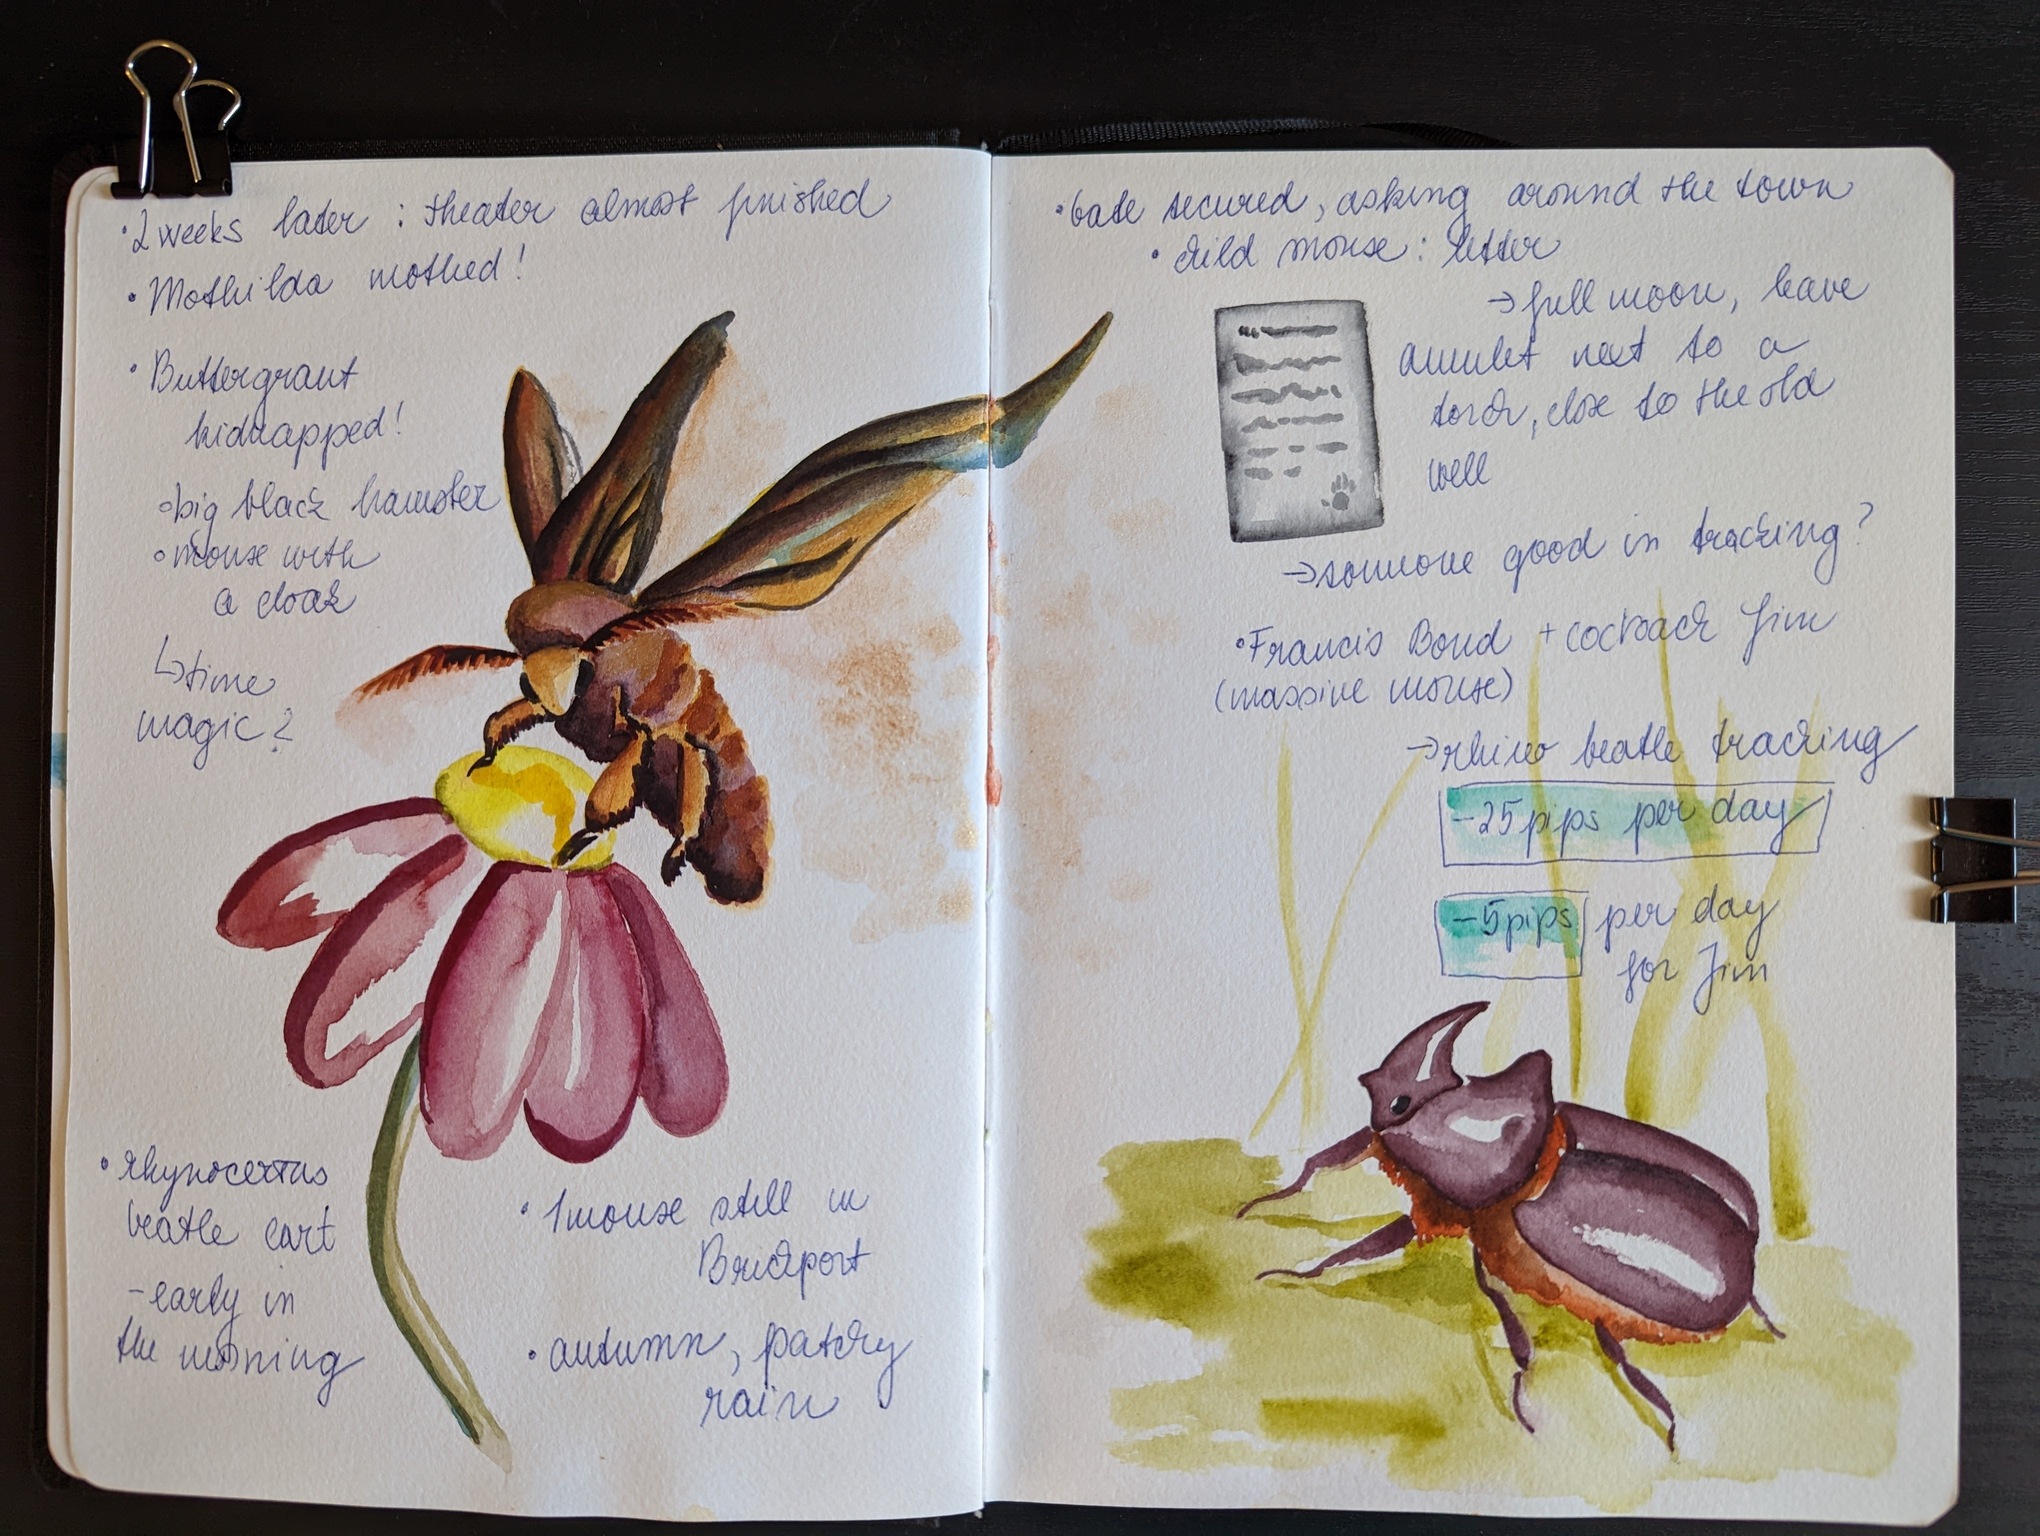 • 2 weeks later : theater almost finished
• Mothilda mothed!
• Buttergrant
kidnapped!
◦ big black hamster
◦ mouse with
a cloak
↳ time
magic?
• rhynocertus
beatle cart
- early in
the morning
• 1 mouse still in
Brickport
• autumn, patchy
rain
• Gate secured, asking around the town
• child mouse : letter
→ full moon, leave
amulet next to a
torch, close to the old
well
→ someone good in tracking?
• Francis Bond + cockroack Jim
(massive mouse)
→ rhino beatle tracking
-25 pips per day
-5 pips per day
for Jim